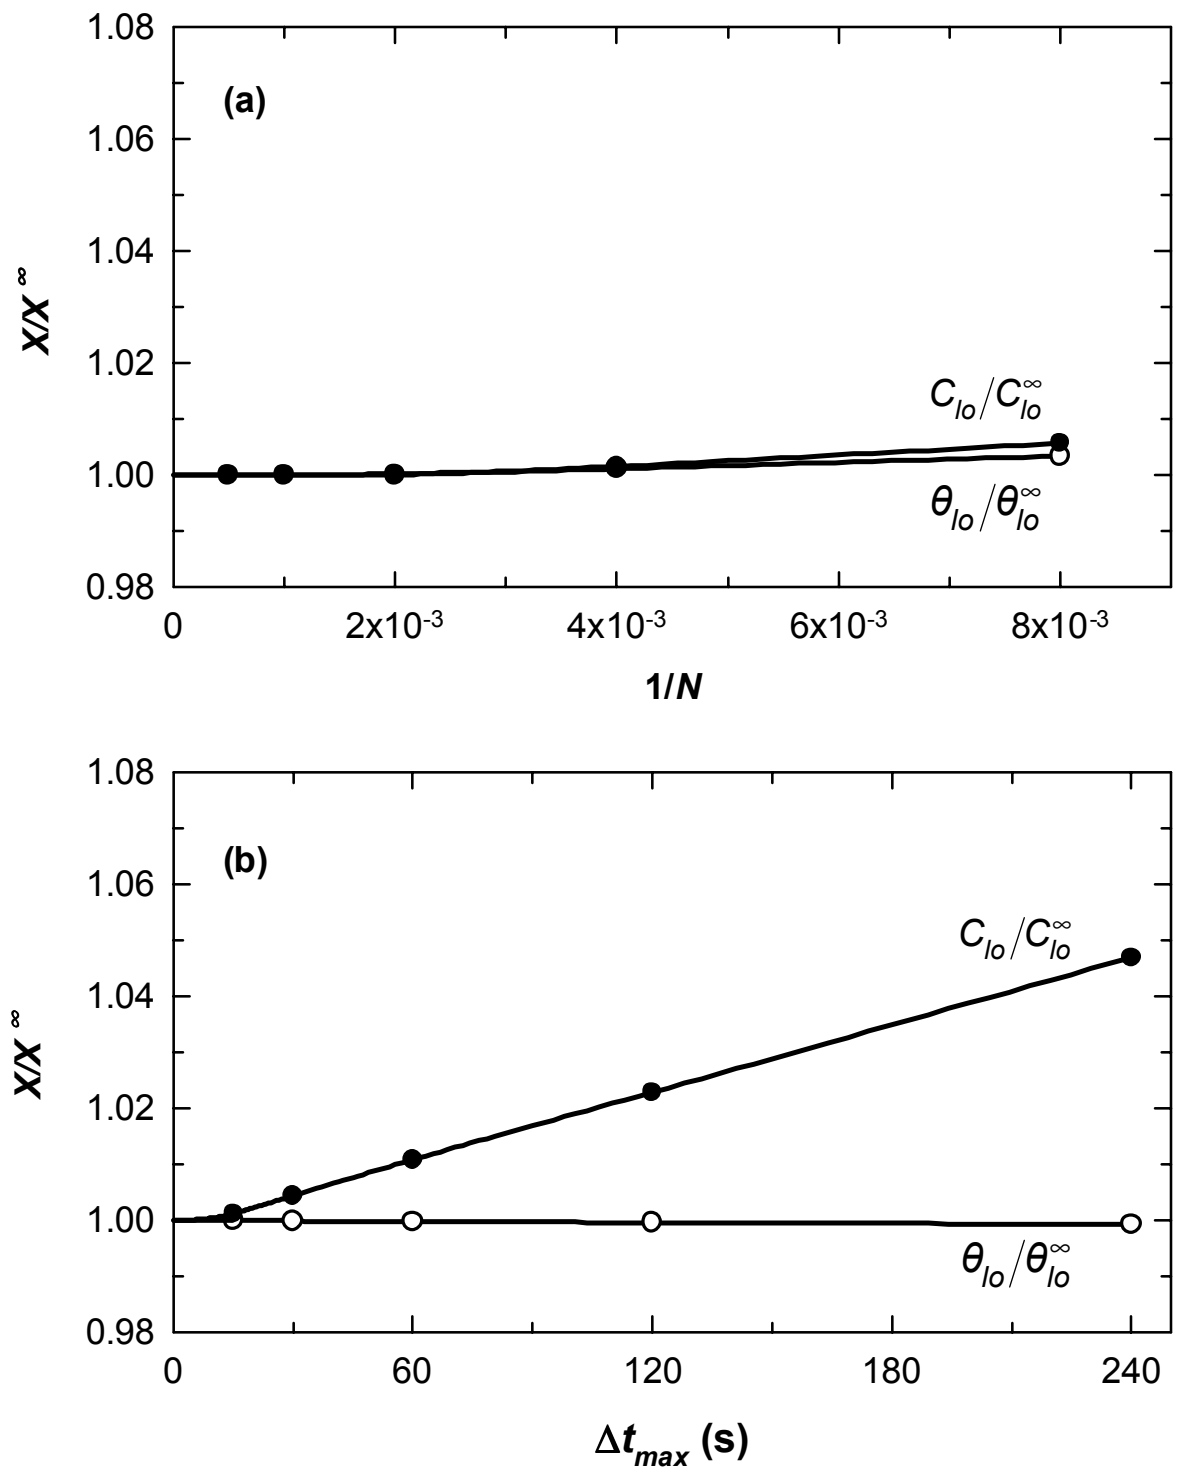 1.08
(a)
1.06
1.04
X/X ∞
1.02
C_lo/C_lo^∞
1.00
θ_lo/θ_lo^∞
0.98
0 2x10^-3 4x10^-3 6x10^-3 8x10^-3
1/N
1.08
(b)
1.06
C_lo/C_lo^∞
1.04
X/X ∞
1.02
1.00
θ_lo/θ_lo^∞
0.98
0 60 120 180 240
Δt_max (s)